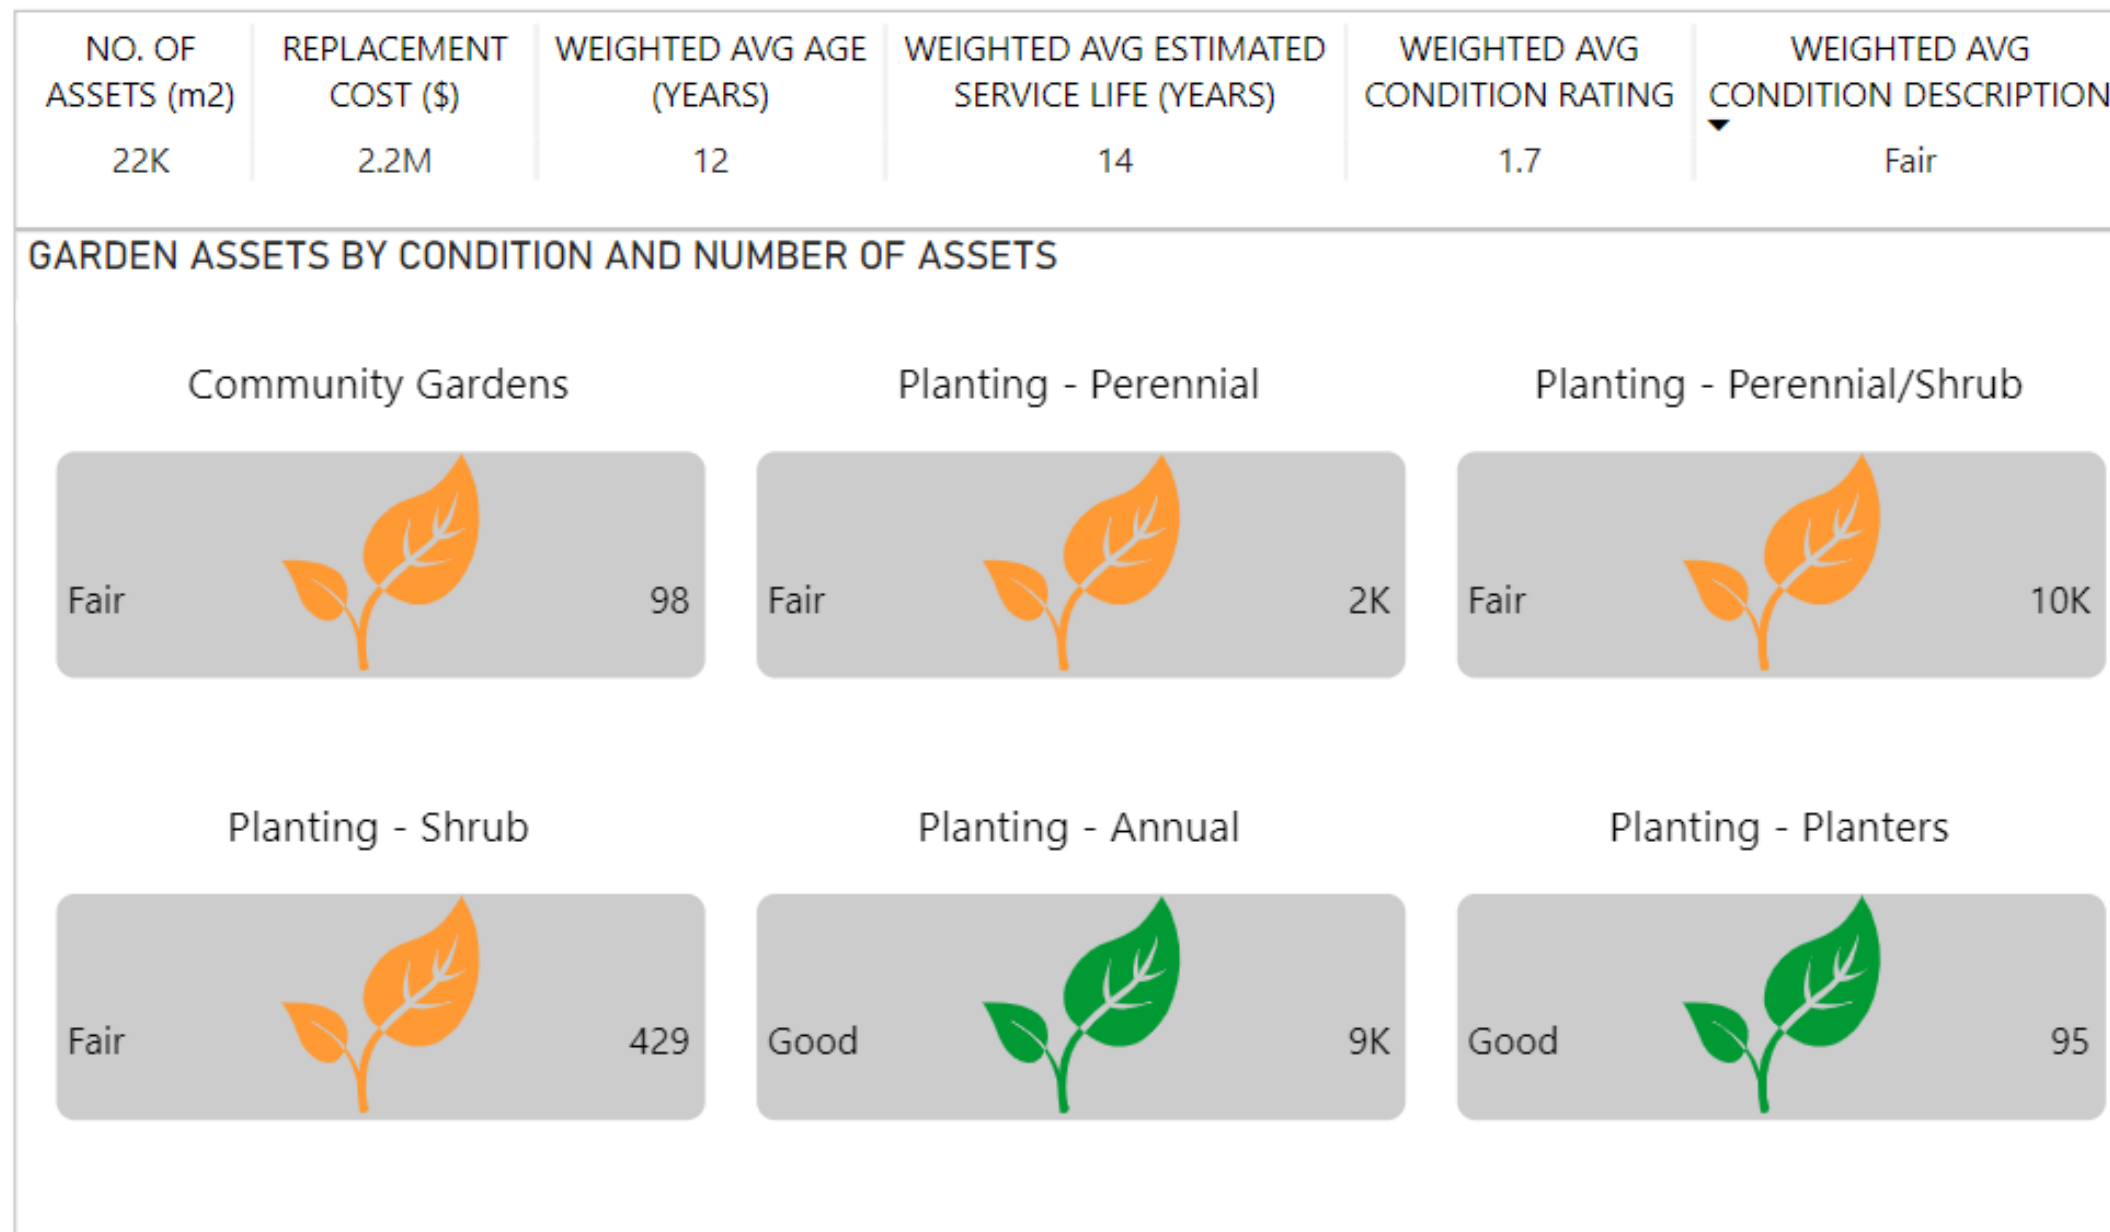 NO. OF ASSETS (m2)
REPLACEMENT COST ($)
WEIGHTED AVG AGE (YEARS)
WEIGHTED AVG ESTIMATED SERVICE LIFE (YEARS)
WEIGHTED AVG CONDITION RATING
WEIGHTED AVG CONDITION DESCRIPTION
22K
2.2M
12
14
1.7
Fair
GARDEN ASSETS BY CONDITION AND NUMBER OF ASSETS
Community Gardens
Planting - Perennial
Planting - Perennial/Shrub
Fair
98
Fair
2K
Fair
10K
Planting - Shrub
Planting - Annual
Planting - Planters
Fair
429
Good
9K
Good
95